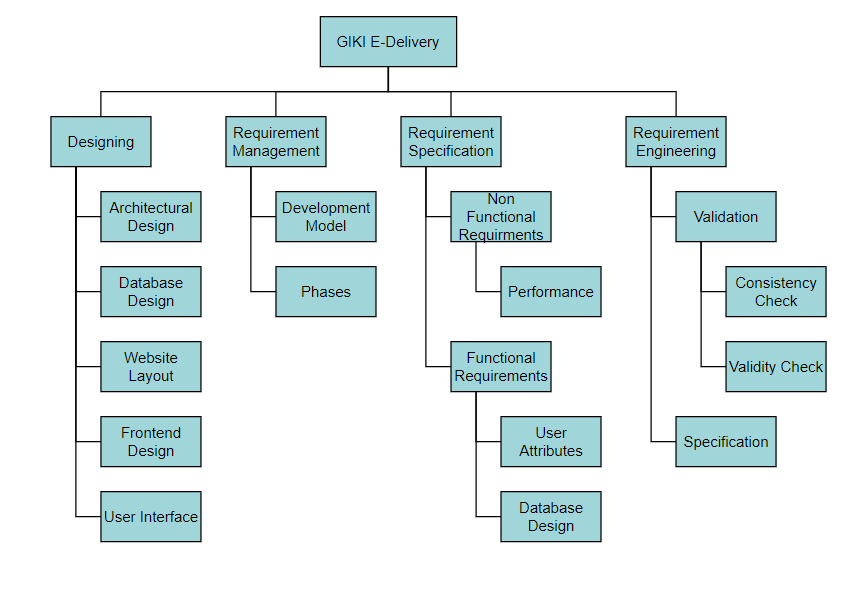 GIKI E-Delivery
Designing
Requirement
Management
Requirement
Specification
Requirement
Engineering
Architectural
Design
Database
Design
Website
Layout
Frontend
Design
User Interface
Development
Model
Phases
Non
Functional
Requirments
Performance
Functional
Requirements
User
Attributes
Database
Design
Validation
Consistency
Check
Validity Check
Specification